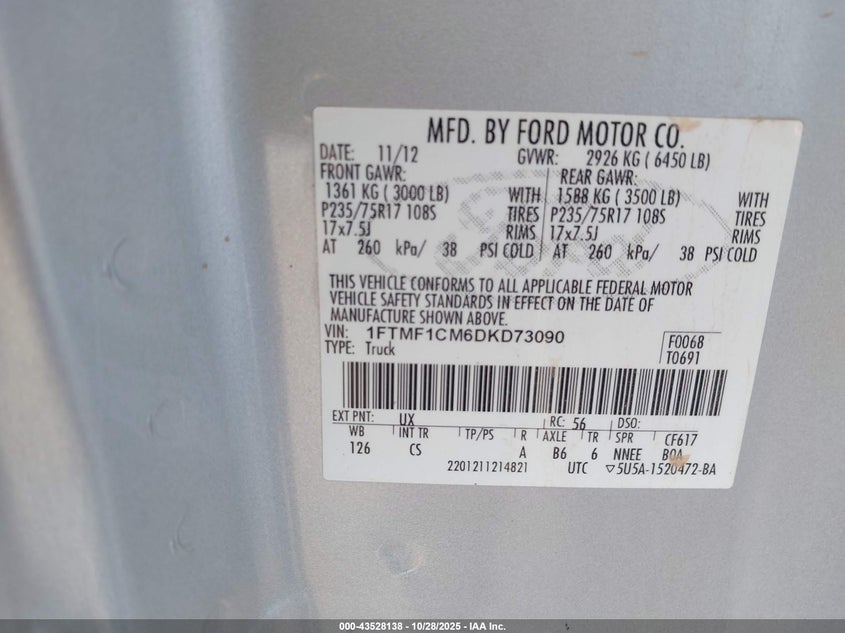 MFD. BY FORD MOTOR CO.
DATE: 11/12 GVWR: 2926 KG ( 6450 LB)
FRONT GAWR: REAR GAWR:
1361 KG ( 3000 LB) WITH 1588 KG ( 3500 LB) WITH
P235/75R17 108S TIRES P235/75R17 108S TIRES
17x7.5J RIMS 17x7.5J RIMS
AT 260 kPa/ 38 PSI COLD AT 260 kPa/ 38 PSI COLD
THIS VEHICLE CONFORMS TO ALL APPLICABLE FEDERAL MOTOR
VEHICLE SAFETY STANDARDS IN EFFECT ON THE DATE OF
MANUFACTURE SHOWN ABOVE.
VIN: 1FTMF1CM6DKD73090 F0068
TYPE: Truck T0691
EXT PNT: UX RC: 56 DSO:
WB INT TR TP/PS R AXLE TR SPR CF617
126 CS A B6 6 NNEE BOA
2201211214821 UTC ▽5U5A-1520472-BA
000-43528138 - 10/28/2025 - IAA Inc.